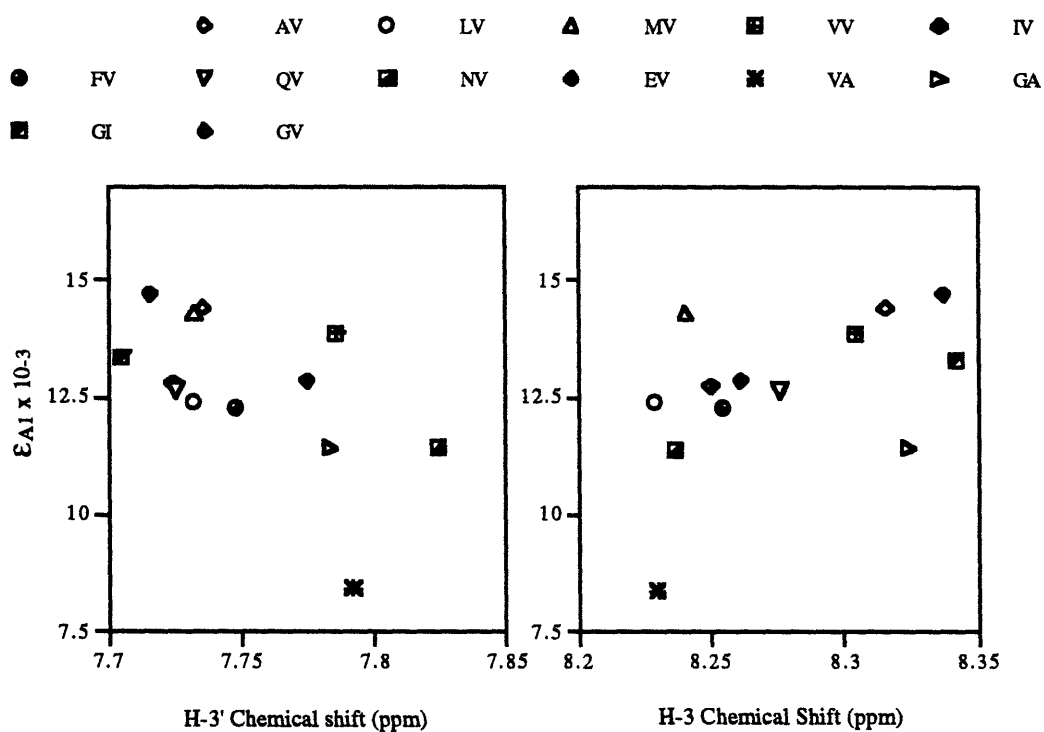 AV LV MV VV IV
FV QV NV EV VA GA
GI GV
εA1 x 10-3
15
12.5
10
7.5
7.7 7.75 7.8 7.85
H-3' Chemical shift (ppm)
15
12.5
10
7.5
8.2 8.25 8.3 8.35
H-3 Chemical Shift (ppm)